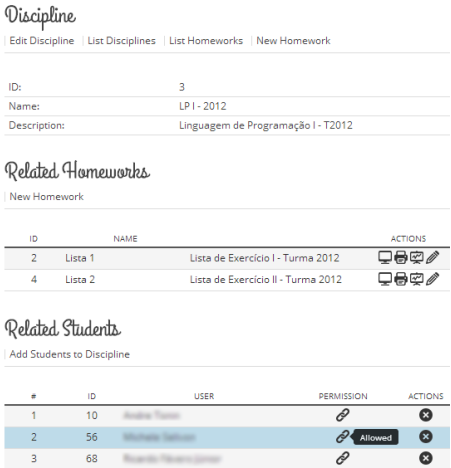 Discipline
Edit Discipline | List Disciplines | List Homeworks | New Homework
ID: 3
Name: LP I - 2012
Description: Linguagem de Programação I - T2012
Related Homeworks
New Homework
ID NAME ACTIONS
2 Lista 1 Lista de Exercício I - Turma 2012
4 Lista 2 Lista de Exercício II - Turma 2012
Related Students
Add Students to Discipline
# ID USER PERMISSION ACTIONS
1 10
2 56 Allowed
3 68